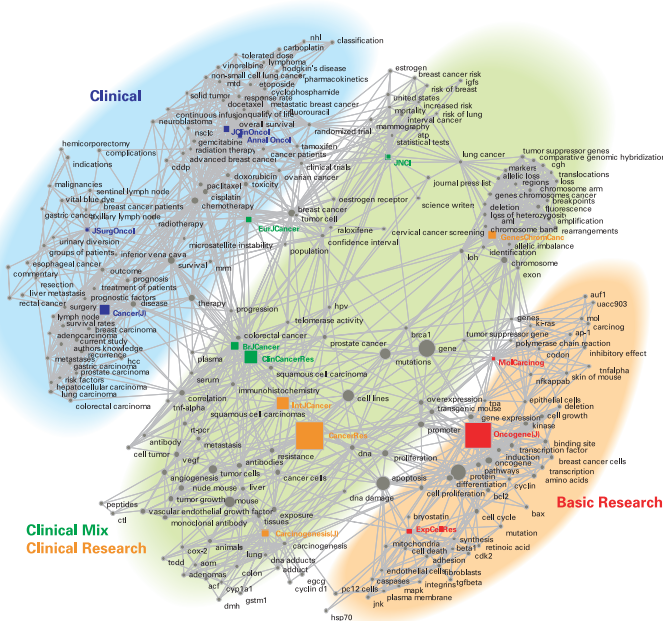 nhl
classification
carboplatin
tolerated dose
lymphoma
vinorelbine
hodgkin's disease
non-small cell lung cancer
pharmacokinetics
mtd
etoposide
cyclophosphamide
solid tumor
response rate
Clinical
docetaxel
metastatic breast cancer
continuous infusion
quality of life
fluorouracil
neuroblastoma
overall survival
JClinOncol
randomized trial
nsclc
Annal Oncol
gemcitabine
tamoxifen
hemicorporectomy
radiation therapy
cancer patients
complications
advanced breast cancer
indications
cddp
clinical trials
doxorubicin
ovarian cancer
malignancies
paclitaxel
toxicity
sentinel lymph node
vital blue dye
cisplatin
breast cancer patients
chemotherapy
gastric cancer
axillary lymph node
radiotherapy
EurJCancer
JSurgOncol
urinary diversion
microsatellite instability
groups of patients
inferior vena cava
esophageal cancer
survival
mm
commentary
outcome
resection
prognosis
treatment of patients
liver metastasis
prognostic factors
therapy
rectal cancer
surgery
disease
Cancer(J)
progression
lymph node
survival rates
breast carcinoma
adenocarcinoma
current study
authors knowledge
recurrence
metastases
hcc
gastric carcinoma
prostate carcinoma
risk factors
hepatocellular carcinoma
lung carcinoma
colorectal carcinoma
estrogen
breast cancer risk
igfs
risk of breast
united states
increased risk
mortality
risk of lung
interval cancer
mammography
atp
statistical tests
JNCI
lung cancer
tumor suppressor genes
comparative genomic hybridization
markers
cgh
allelic loss
translocations
regions
loss
journal press list
chromosome arm
genes chromosomes cancer
breakpoints
science writer
deletion
fluorescence
loss of heterozygosity
amplification
aml
rearrangements
chromosome band
cervical cancer screening
GenesChromCanc
allelic imbalance
identification
loh
chromosome
exon
oestrogen receptor
breast cancer
tumor cell
raloxifene
confidence interval
population
hpv
telomerase activity
colorectal cancer
prostate cancer
BrJCancer
ClinCancerRes
plasma
brca1
gene
mutations
squamous cell carcinoma
serum
immunohistochemistry
cell lines
correlation
IntJCancer
tnf-alpha
squamous cell carcinomas
rt-pcr
CancerRes
antibody
metastasis
resistance
dna
cell tumor
vegf
antibodies
proliferation
tumor cells
angiogenesis
cancer cells
apoptosis
node mouse
liver
tumor growth
mouse
dna damage
peptides
vascular endothelial growth factor
exposure
ctl
monoclonal antibody
tissues
Clinical Mix
Carcinogenesis(J)
Clinical Research
cox-2
animals
carcinogenesis
lung
tcdd
aom
dna adducts
adenomas
colon
adduct
acf
cyp1a1
egcg
cyclin d1
dmh
gstm1
auf1
uacc903
genes
mol
ki-ras
carcinog
tumor suppressor gene
ap-1
polymerase chain reaction
codon
inhibitory effect
MolCarcinog
tnfalpha
nfkappab
skin of mouse
overexpression
tpa
epithelial cells
transgenic mouse
deletion
gene expression
cell growth
promoter
kinase
Oncogene(J)
binding site
transcription factor
induction
breast cancer cells
oncogene
pathways
transcription
protein
amino acids
differentiation
cyclin
cell proliferation
bcl2
Basic Research
bax
bryostatin
cell cycle
ExpCellRes
mutation
synthesis
mitochondria
beta1
retinoic acid
cell death
cdk2
adhesion
endothelial cells
fibroblasts
caspases
integrins
tgfbeta
pc12 cells
mapk
plasma membrane
jnk
hsp70